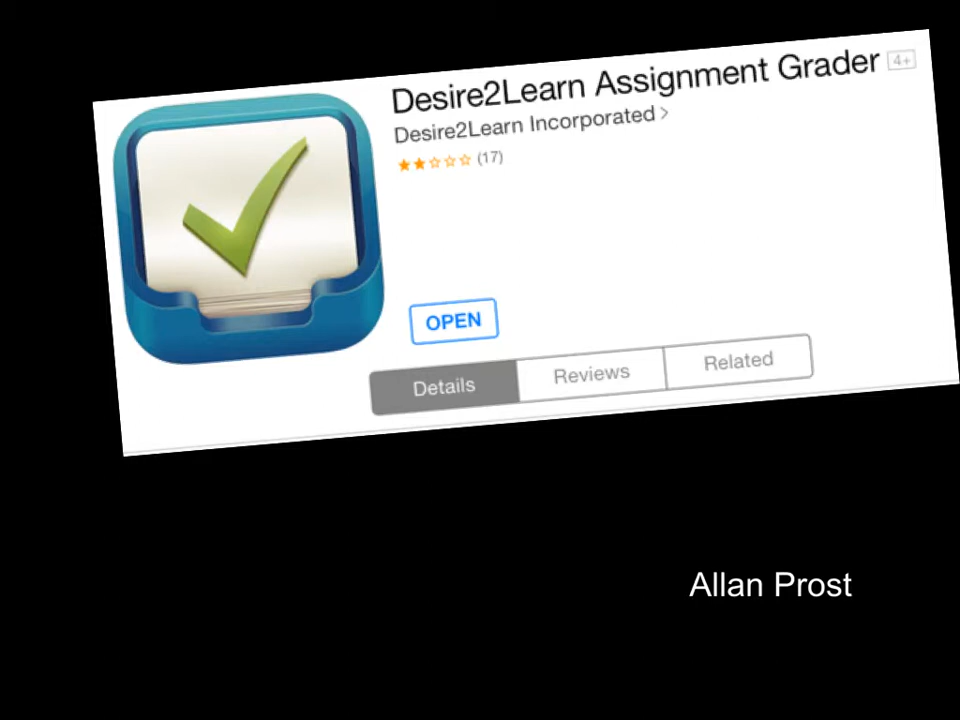 Desire2Learn Assignment Grader 4+
Desire2Learn Incorporated >
(17)
OPEN
Details Reviews Related
Allan Prost